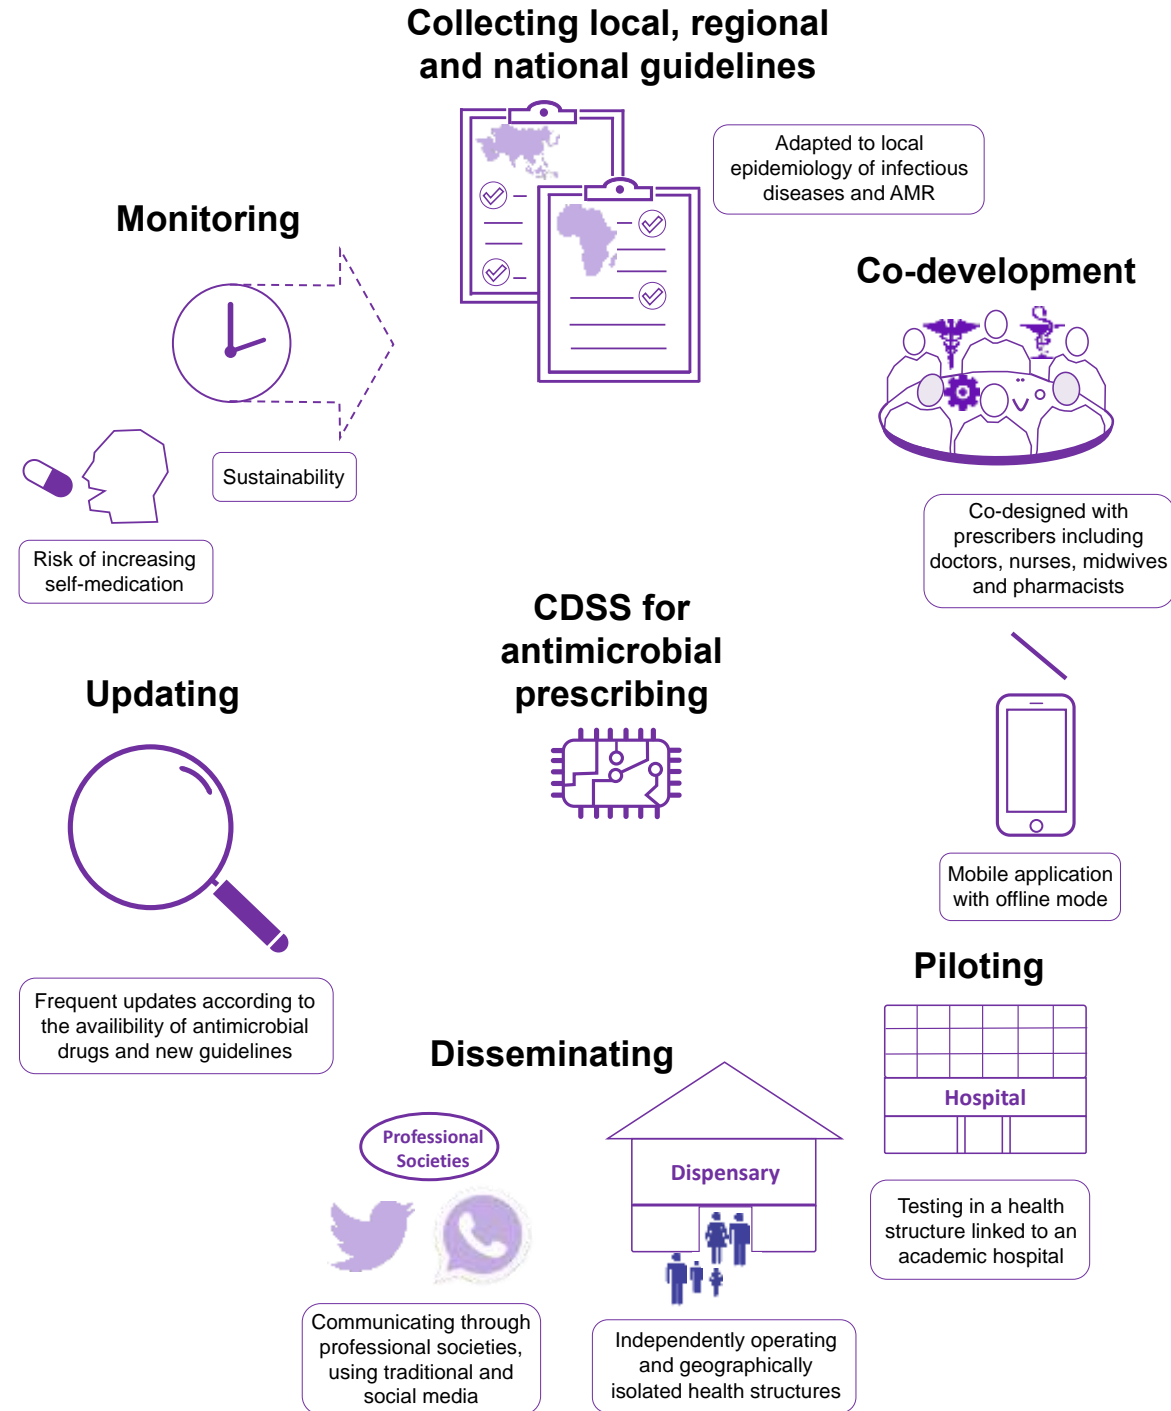 Collecting local, regional
and national guidelines
Adapted to local
epidemiology of infectious
diseases and AMR
Monitoring
Co-development
Sustainability
Risk of increasing
self-medication
Co-designed with
prescribers including
doctors, nurses, midwives
and pharmacists
CDSS for
antimicrobial
prescribing
Updating
Mobile application
with offline mode
Piloting
Frequent updates according to
the availibility of antimicrobial
drugs and new guidelines
Disseminating
Hospital
Professional
Societies
Dispensary
Testing in a health
structure linked to an
academic hospital
Communicating through
professional societies,
using traditional and
social media
Independently operating
and geographically
isolated health structures